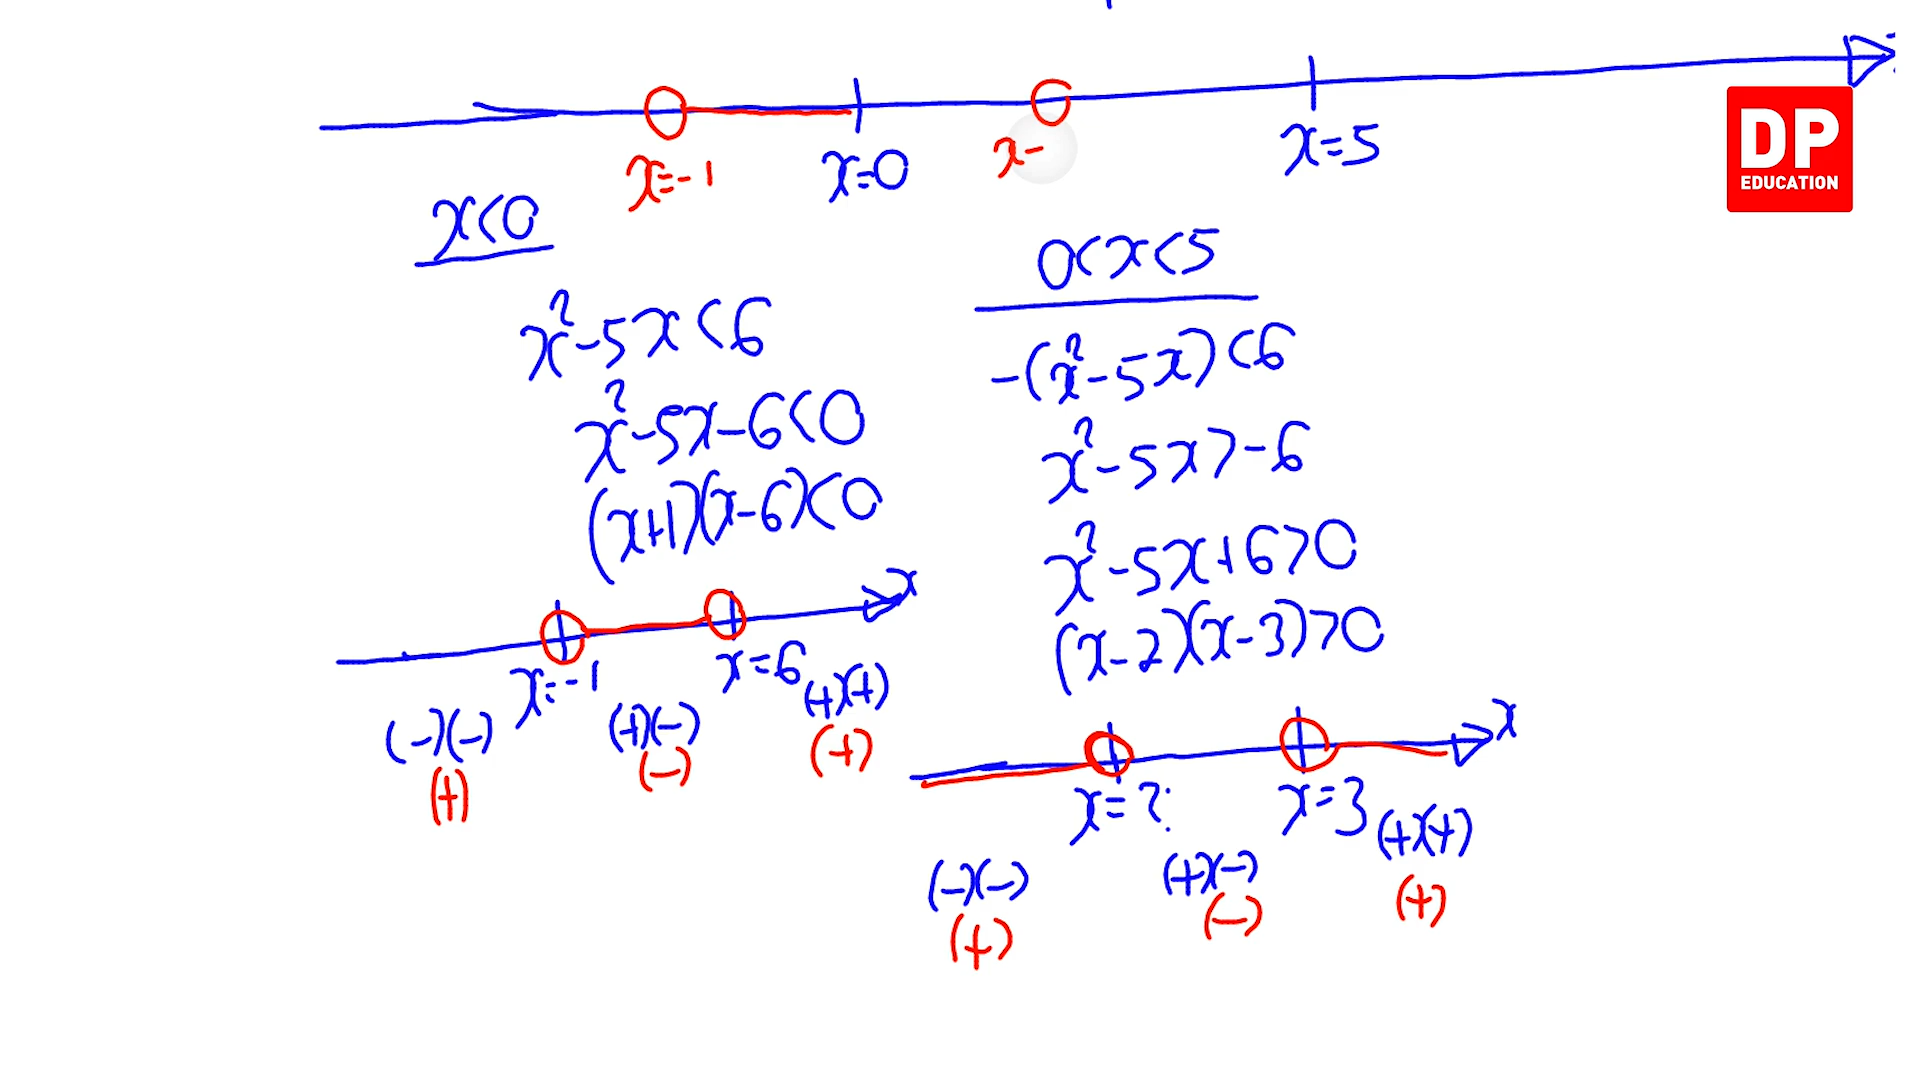 x=-1 x=0 x- x=5
DP
EDUCATION
x<0
x²-5x<6
x²-5x-6<0
(x+1)(x-6)<0
x
x=-1 x=6
(-)(-) (+)(-) (+)(+)
(+) (-) (+)
0<x<5
-(x²-5x)<6
x²-5x>-6
x²-5x+6>0
(x-2)(x-3)>0
x
x=2 x=3
(-)(-) (+)(-) (+)(+)
(+) (-) (+)